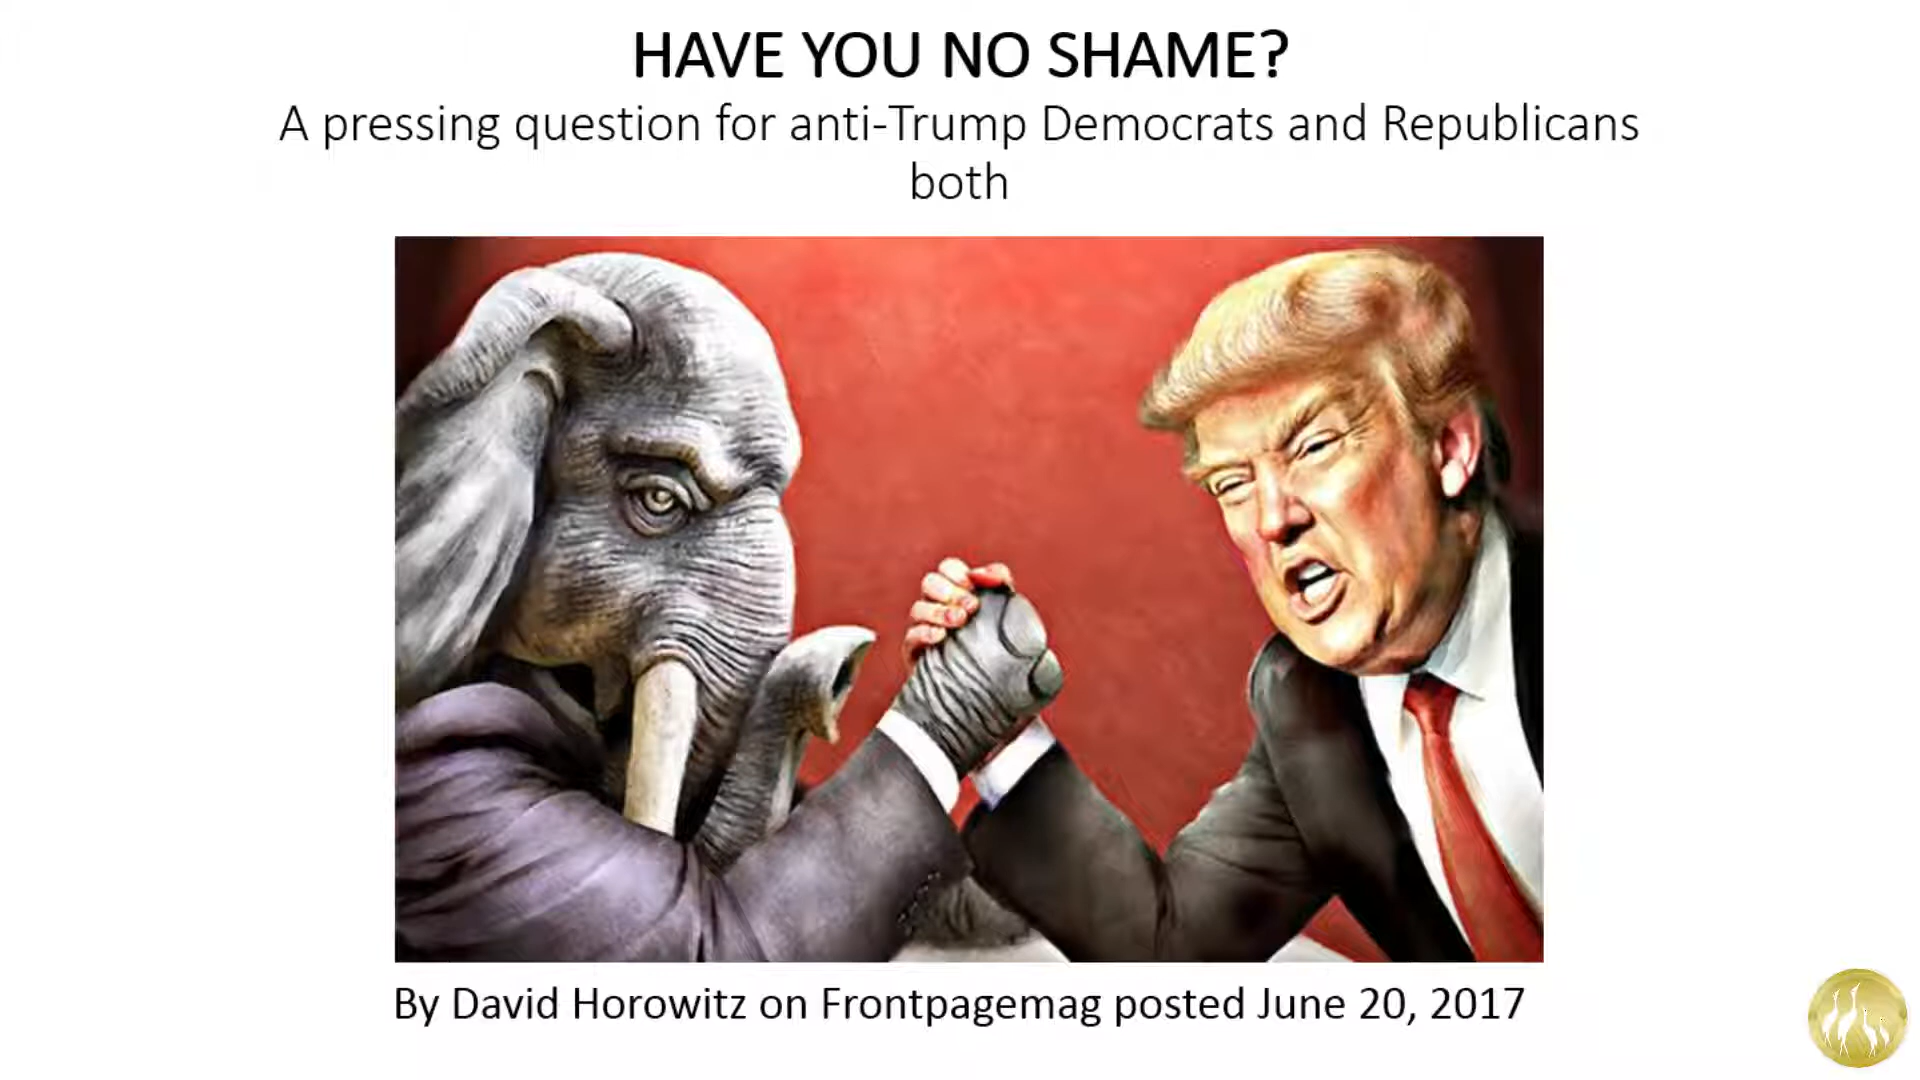 HAVE YOU NO SHAME?
A pressing question for anti-Trump Democrats and Republicans
both
By David Horowitz on Frontpagemag posted June 20, 2017